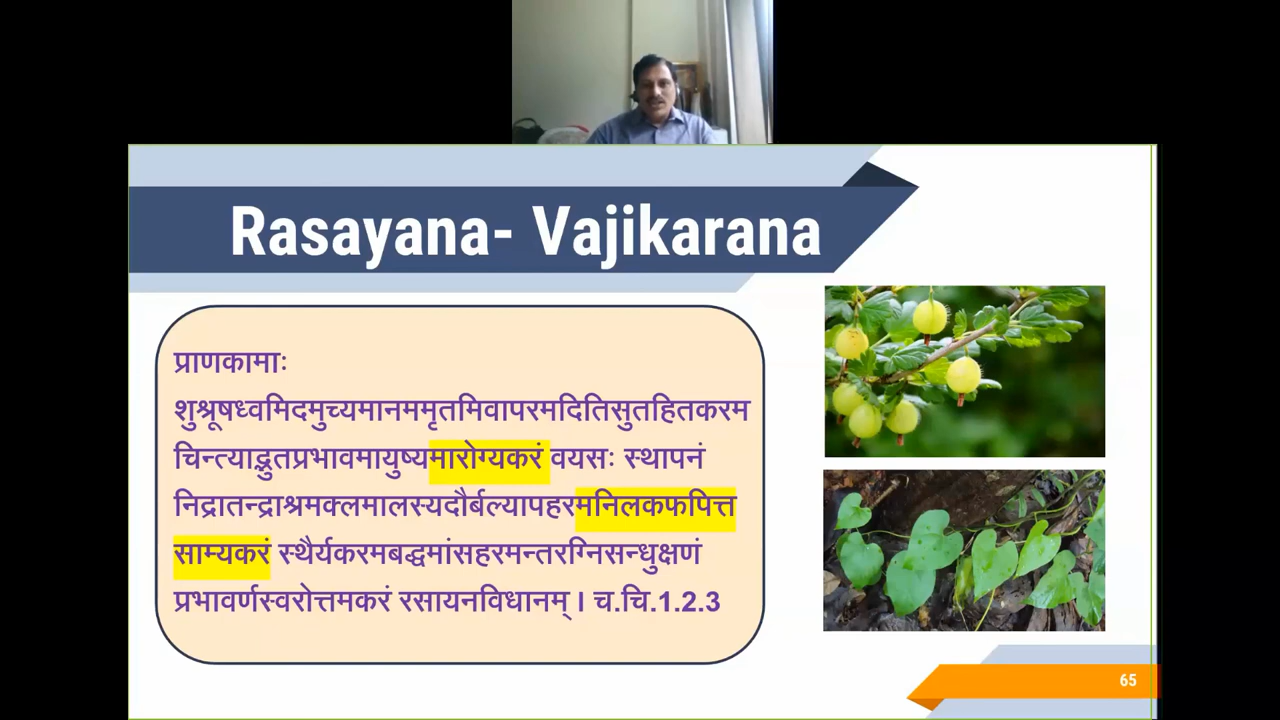 Rasayana- Vajikarana
प्राणकामाः
शुश्रूषध्वमिदमुच्यमानममृतमिवापरमदितिसुतहितकरम
चिन्त्याद्भुतप्रभावमायुष्यमारोग्यकरं वयसः स्थापनं
निद्रातन्द्राश्रमक्लमालस्यदौर्बल्यापहरमनिलकफपित्त
साम्यकरं स्थैर्यकरमबद्धमांसहरमन्तरग्निसन्धुक्षणं
प्रभावर्णस्वरोत्तमकरं रसायनविधानम् । च.चि.1.2.3
65